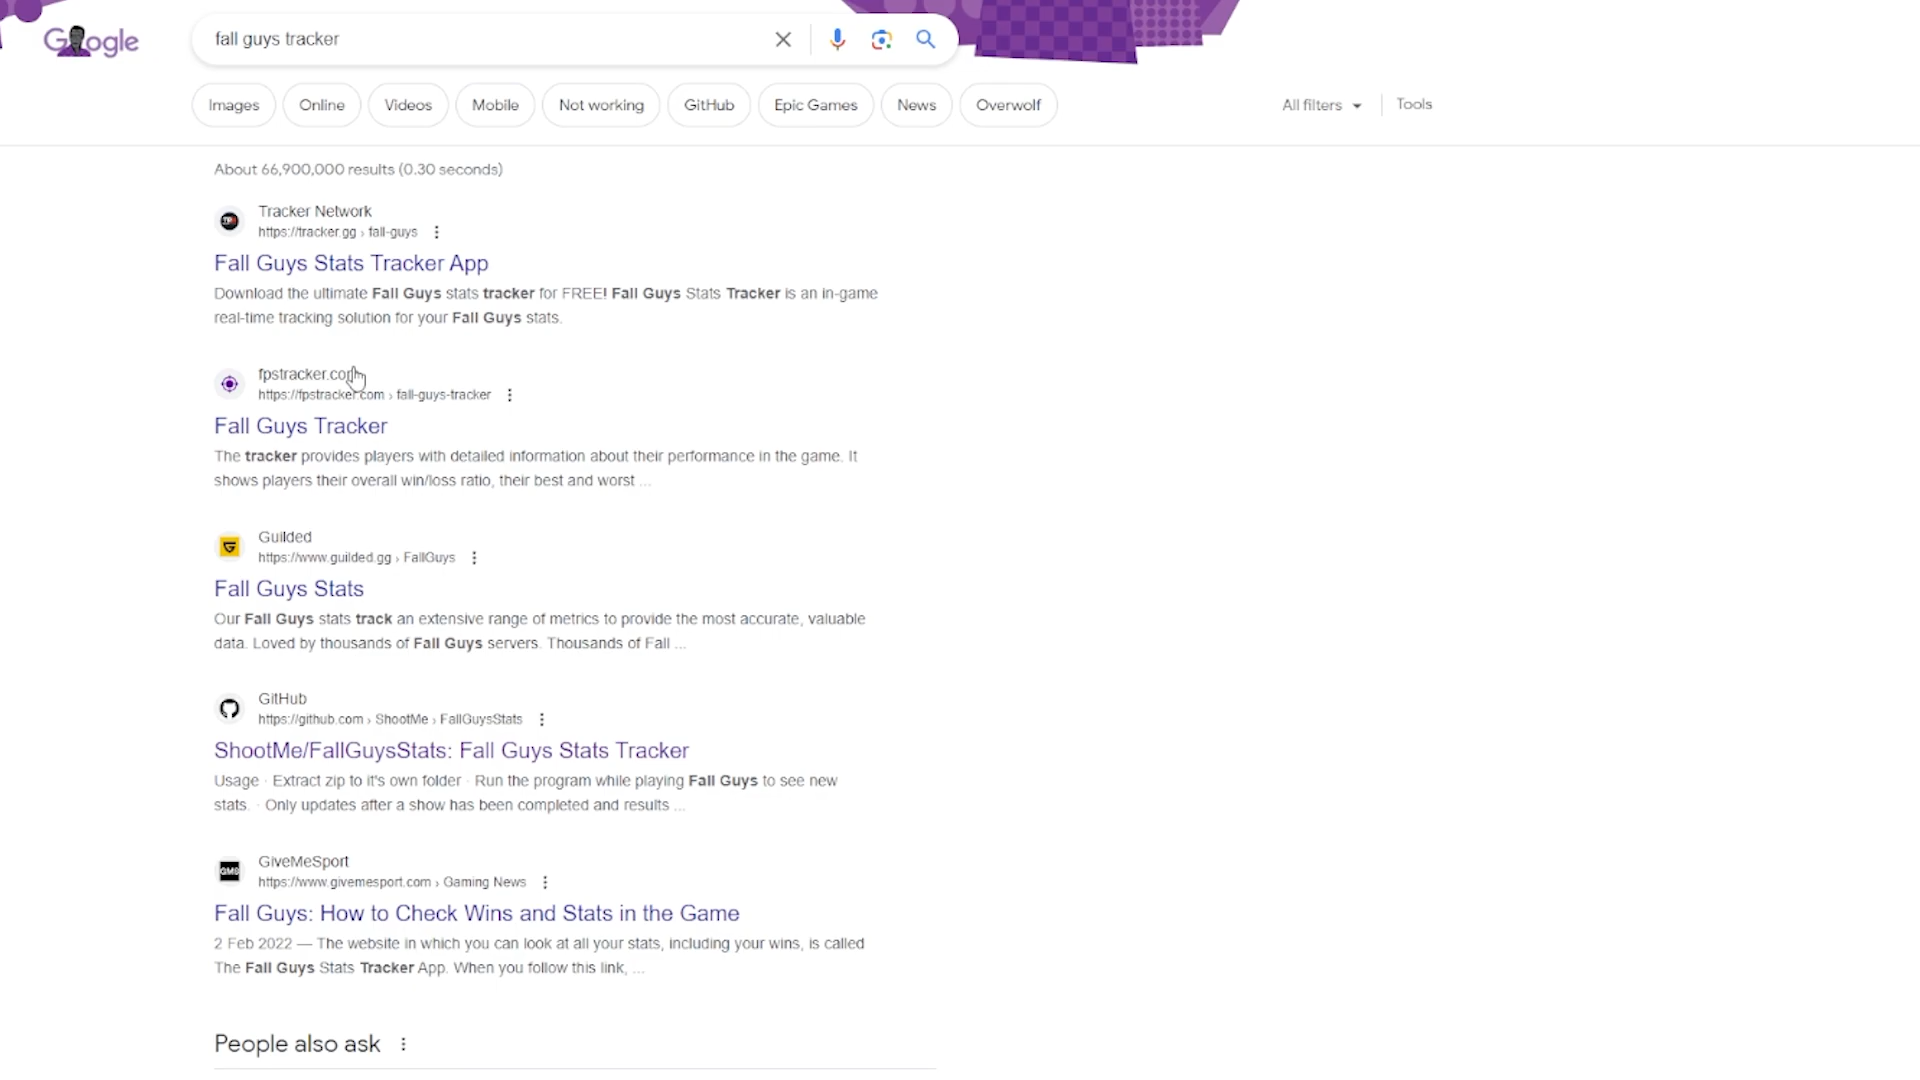 Google
fall guys tracker
Images
Online
Videos
Mobile
Not working
GitHub
Epic Games
News
Overwolf
All filters
Tools
About 66,900,000 results (0.30 seconds)
Tracker Network
https://tracker.gg › fall-guys
Fall Guys Stats Tracker App
Download the ultimate Fall Guys stats tracker for FREE! Fall Guys Stats Tracker is an in-game
real-time tracking solution for your Fall Guys stats.
fpstracker.com
https://fpstracker.com › fall-guys-tracker
Fall Guys Tracker
The tracker provides players with detailed information about their performance in the game. It
shows players their overall win/loss ratio, their best and worst ...
Guilded
https://www.guilded.gg › FallGuys
Fall Guys Stats
Our Fall Guys stats track an extensive range of metrics to provide the most accurate, valuable
data. Loved by thousands of Fall Guys servers. Thousands of Fall ...
GitHub
https://github.com › ShootMe › FallGuysStats
ShootMe/FallGuysStats: Fall Guys Stats Tracker
Usage · Extract zip to it's own folder · Run the program while playing Fall Guys to see new
stats. · Only updates after a show has been completed and results ...
GMS
GiveMeSport
https://www.givemesport.com › Gaming News
Fall Guys: How to Check Wins and Stats in the Game
2 Feb 2022 — The website in which you can look at all your stats, including your wins, is called
The Fall Guys Stats Tracker App. When you follow this link, ...
People also ask